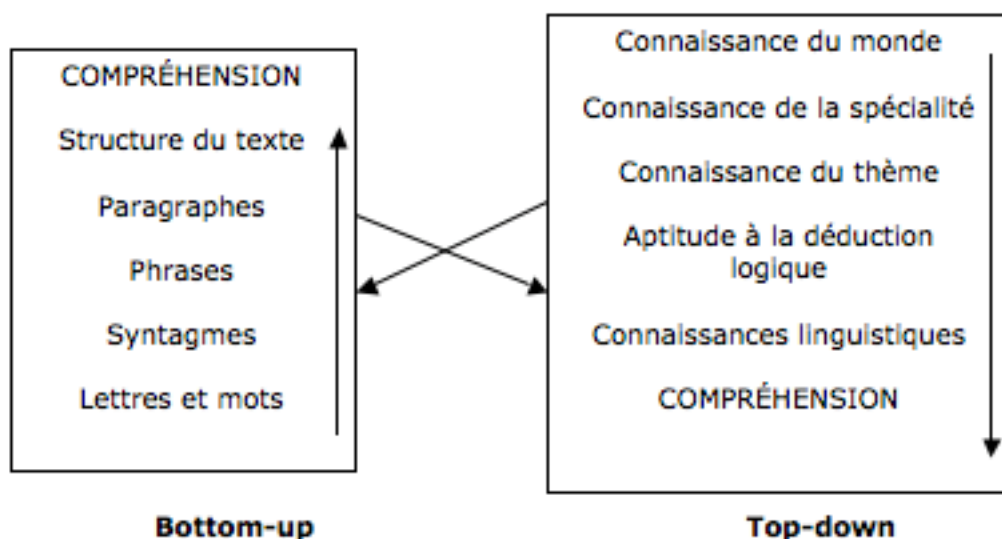 COMPRÉHENSION
Structure du texte
Paragraphes
Phrases
Syntagmes
Lettres et mots
Bottom-up
Connaissance du monde
Connaissance de la spécialité
Connaissance du thème
Aptitude à la déduction
logique
Connaissances linguistiques
COMPRÉHENSION
Top-down